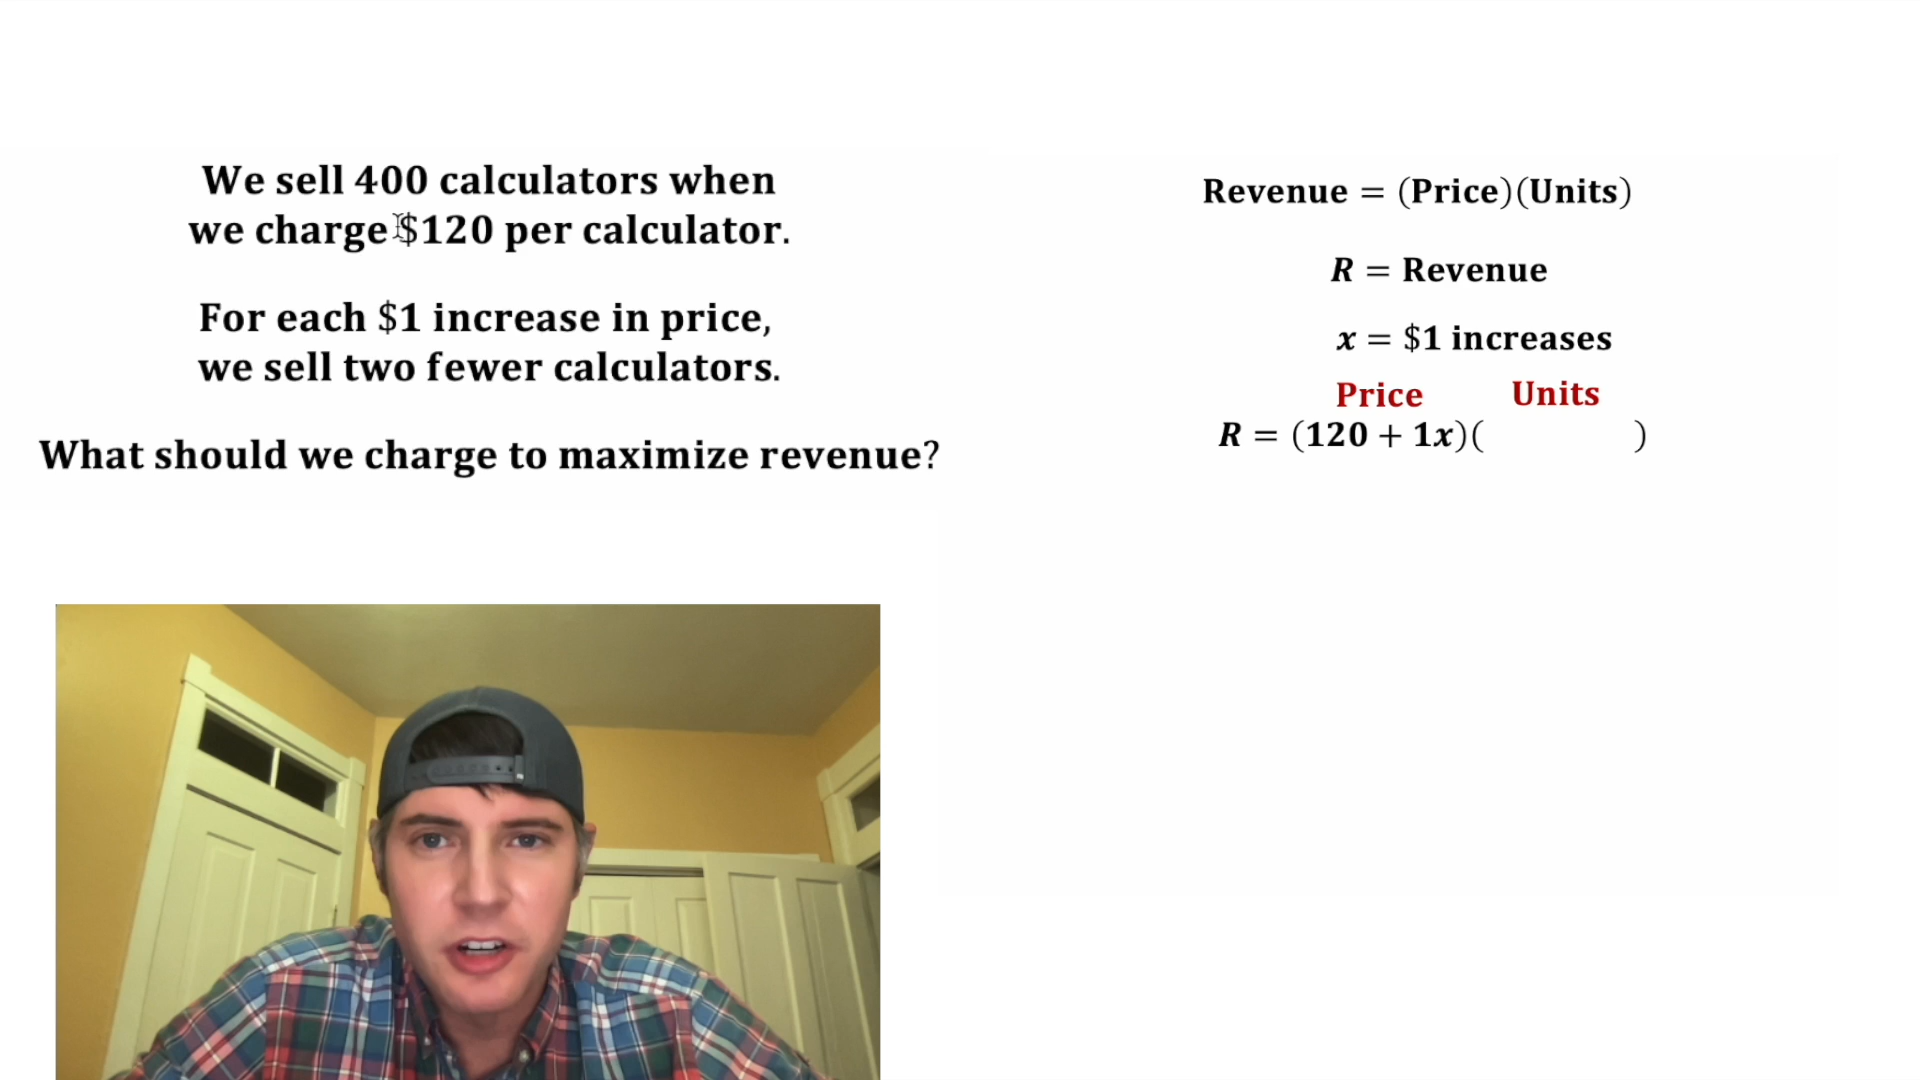 We sell 400 calculators when
we charge $120 per calculator.
For each $1 increase in price,
we sell two fewer calculators.
What should we charge to maximize revenue?
Revenue = (Price)(Units)
R = Revenue
x = $1 increases
Price Units
R = (120 + 1x)( )